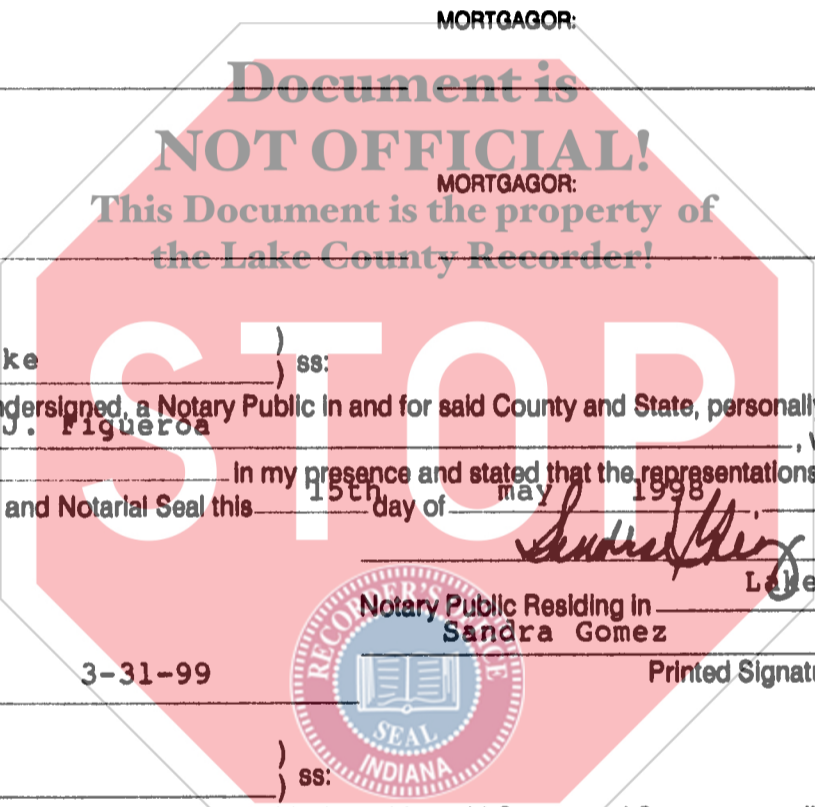 MORTGAGOR:
Document is
NOT OFFICIAL!
MORTGAGOR:
This Document is the property of
the Lake County Recorder!
STOP
ke ) ss:
)
ndersigned, a Notary Public in and for said County and State, personally
J. Figueroa
in my presence and stated that the representations
and Notarial Seal this 15th day of may 1998,
Lake
Notary Public Residing in
Sandra Gomez
3-31-99 Printed Signatu
RECORDER'S
SEAL
INDIANA
) ss:
)